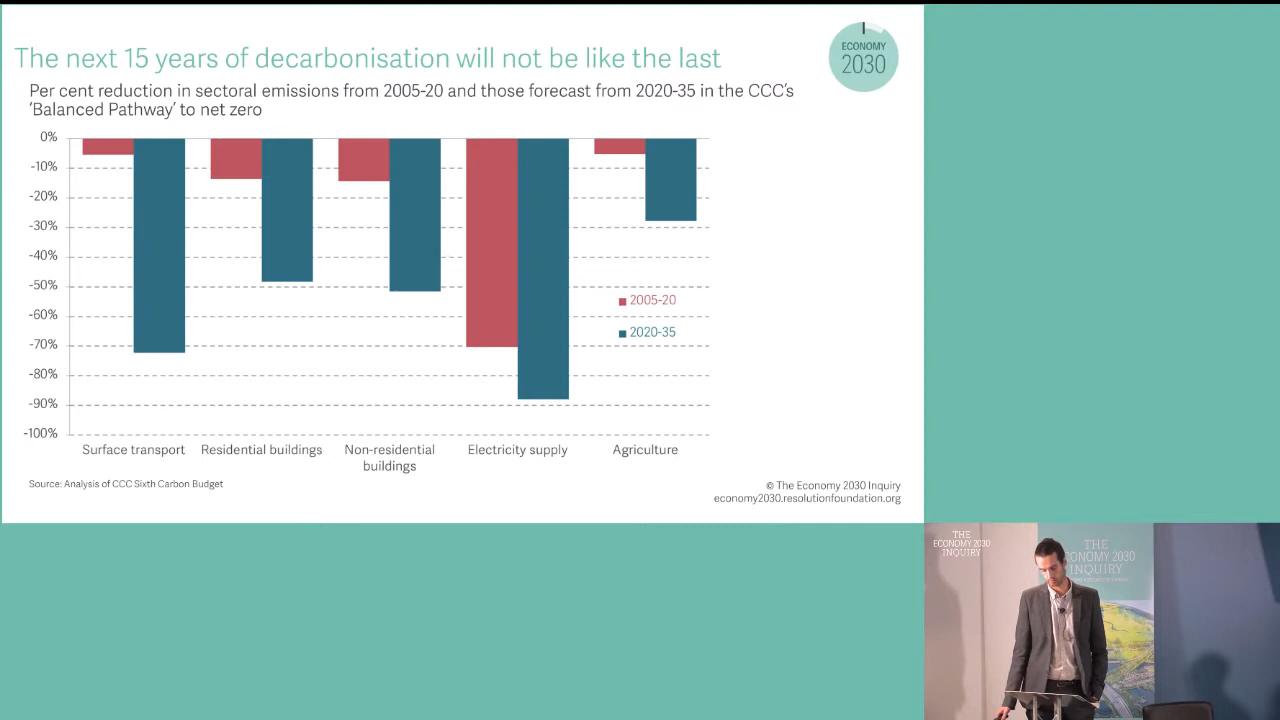 The next 15 years of decarbonisation will not be like the last
ECONOMY
2030
Per cent reduction in sectoral emissions from 2005-20 and those forecast from 2020-35 in the CCC's
'Balanced Pathway' to net zero
0%
-10%
-20%
-30%
-40%
-50%
-60%
-70%
-80%
-90%
-100%
2005-20
2020-35
Surface transport
Residential buildings
Non-residential
buildings
Electricity supply
Agriculture
Source: Analysis of CCC Sixth Carbon Budget
© The Economy 2030 Inquiry
economy2030.resolutionfoundation.org
THE
ECONOMY 2030
INQUIRY
THE
ECONOMY 2030
INQUIRY